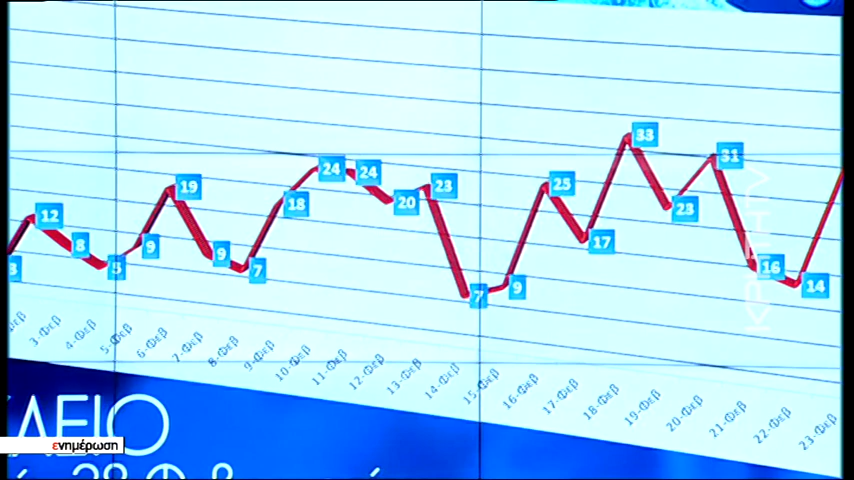 33
31
25
24
24
23
23
20
19
18
17
16
14
12
9
9
9
8
7
7
5
3-Φεβ
4-Φεβ
5-Φεβ
6-Φεβ
7-Φεβ
8-Φεβ
9-Φεβ
10-Φεβ
11-Φεβ
12-Φεβ
13-Φεβ
14-Φεβ
15-Φεβ
16-Φεβ
17-Φεβ
18-Φεβ
19-Φεβ
20-Φεβ
21-Φεβ
22-Φεβ
23-Φεβ
ΚΡΗΤΗ TV
ενημέρωση